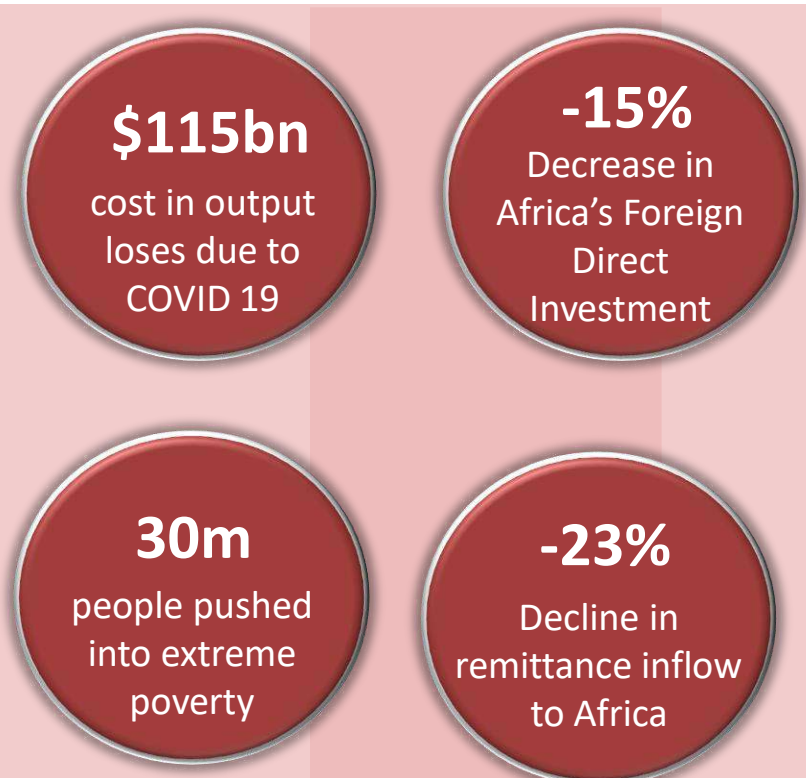 $115bn
cost in output
loses due to
COVID 19
-15%
Decrease in
Africa’s Foreign
Direct
Investment
30m
people pushed
into extreme
poverty
-23%
Decline in
remittance inflow
to Africa